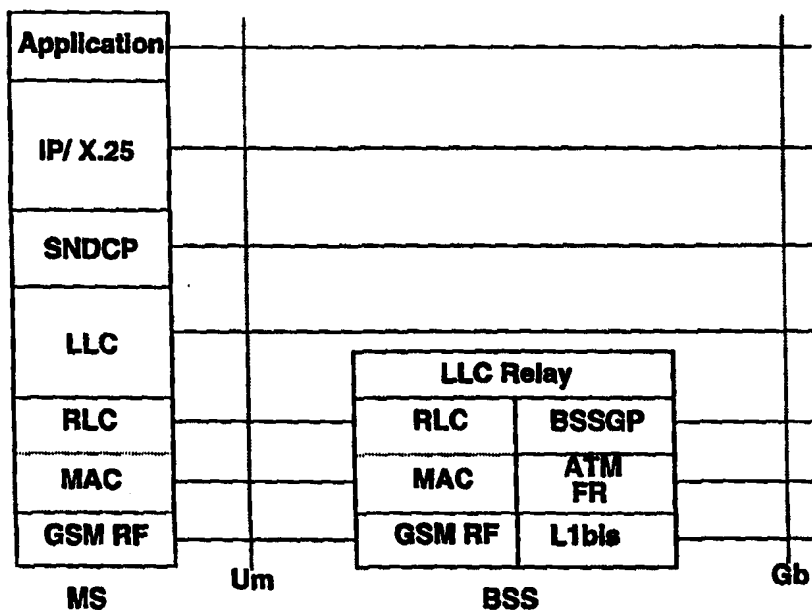 Application
IP/ X.25
SNDCP
LLC
LLC Relay
RLC
RLC
BSSGP
MAC
MAC
ATM
FR
GSM RF
GSM RF
L1bis
MS
Um
BSS
Gb